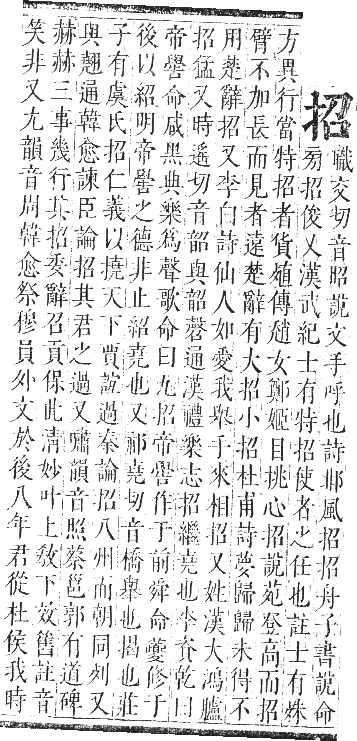 招 職交切音昭說文手呼也詩邶風招招舟子書說命
旁招俊乂漢武紀士有特招使者之任也註士有殊
方異行當特招者貨殖傳趙女鄭姬目挑心招說苑登高而招
臂不加長而見者遠楚辭有大招小招杜甫詩夢歸歸未得不
用楚辭招又李白詩仙人如愛我舉手來相招又姓漢大鴻臚
招猛又時遙切音韶與韶磬通漢禮樂志招繼堯也李賁乾曰
帝嚳命咸黑典樂爲聲歌命曰九招帝嚳作于前舜命夔修于
後以紹明帝嚳之德非止紹堯也又祁堯切音橋舉也揭也莊
子有虞氏招仁義以撓天下賈誼過秦論招八州而朝同列又
與翹通韓愈諫臣論招其君之過又嘯韻音照蔡邕郭有道碑
赫赫三事幾行其招委辭召貢保此清妙叶上敎下效舊註音
笑非又尤韻音周韓愈祭穆員外文於後八年君從杜侯我時